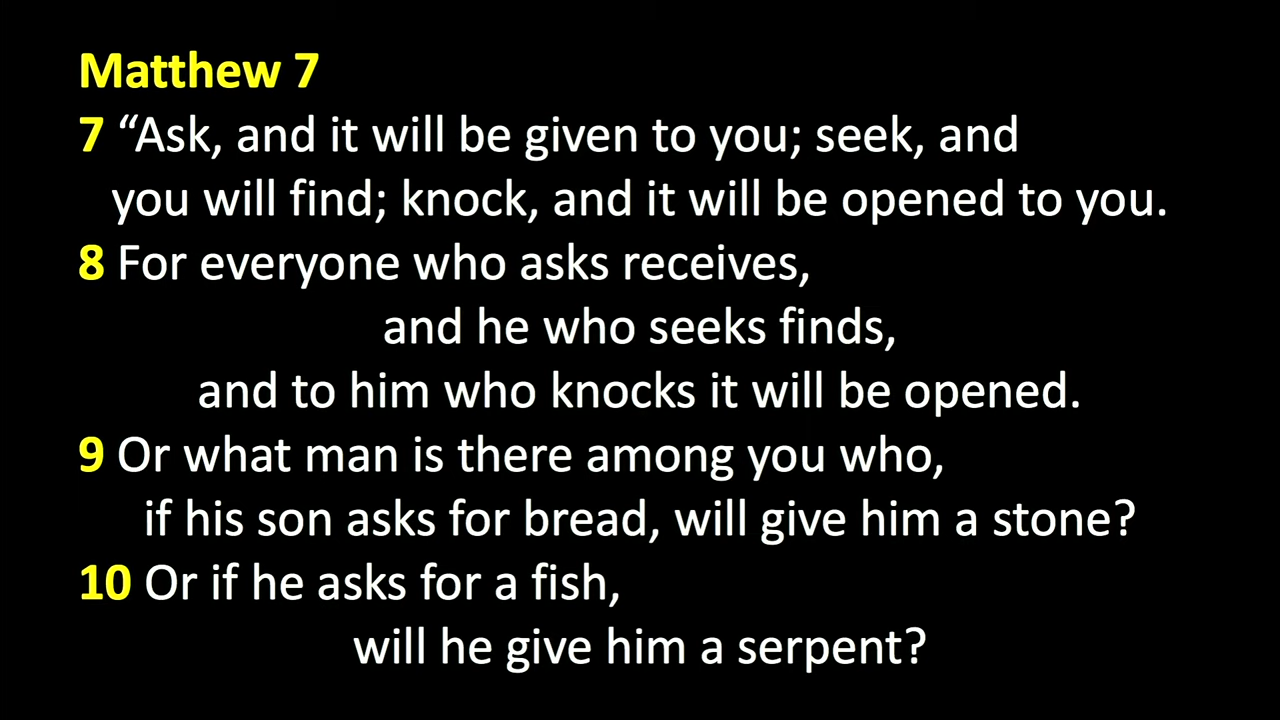 Matthew 7
7 “Ask, and it will be given to you; seek, and
you will find; knock, and it will be opened to you.
8 For everyone who asks receives,
and he who seeks finds,
and to him who knocks it will be opened.
9 Or what man is there among you who,
if his son asks for bread, will give him a stone?
10 Or if he asks for a fish,
will he give him a serpent?